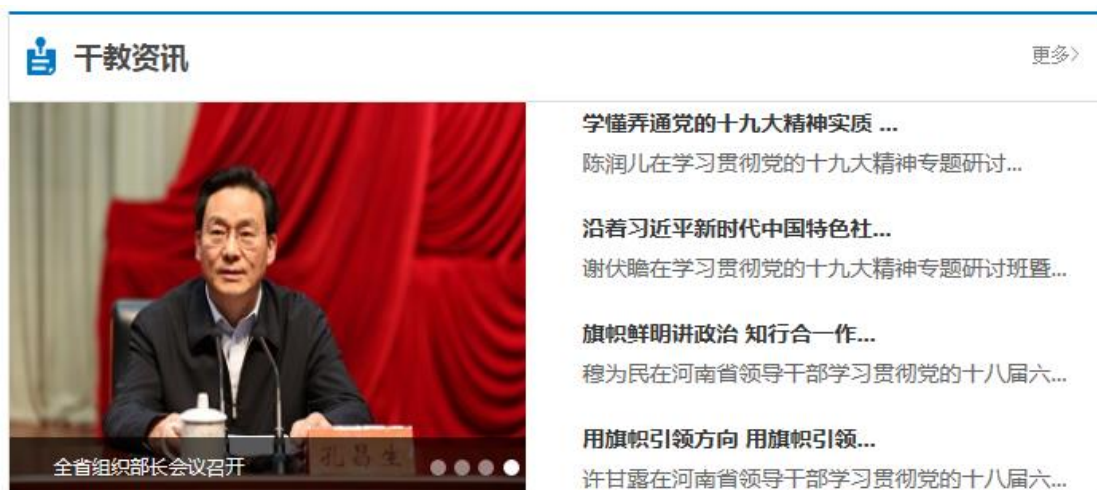 干教资讯
更多>
学懂弄通党的十九大精神实质 ...
陈润儿在学习贯彻党的十九大精神专题研讨...
沿着习近平新时代中国特色社...
谢伏瞻在学习贯彻党的十九大精神专题研讨班暨...
旗帜鲜明讲政治 知行合一作...
穆为民在河南省领导干部学习贯彻党的十八届六...
用旗帜引领方向 用旗帜引领...
许甘露在河南省领导干部学习贯彻党的十八届六...
孔昌生
全省组织部长会议召开